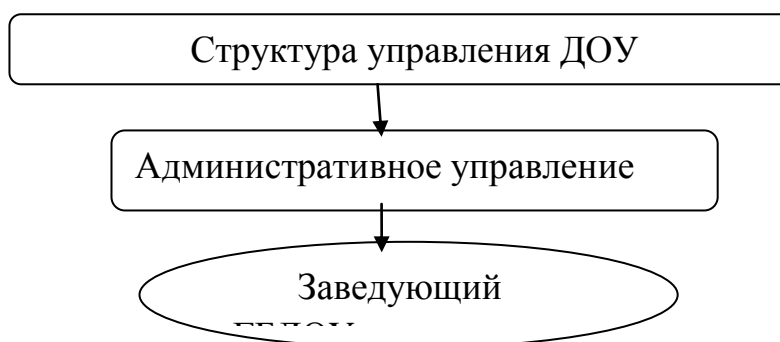 Структура управления ДОУ
Административное управление
Заведующий